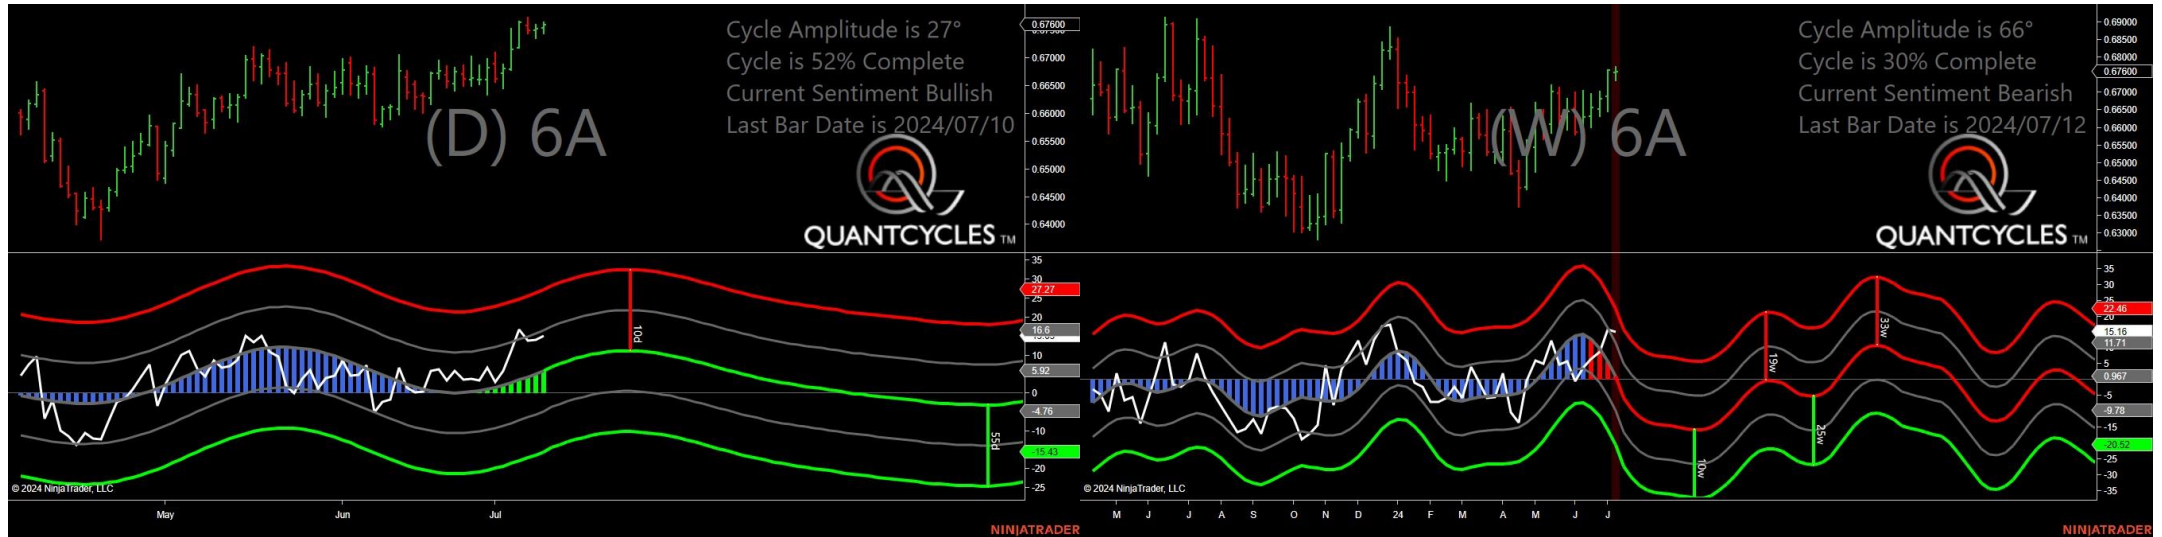 Cycle Amplitude is 27°
Cycle is 52% Complete
Current Sentiment Bullish
Last Bar Date is 2024/07/10
(D) 6A
QUANTCYCLES TM
0.67600
0.67000
0.66500
0.66000
0.65500
0.65000
0.64500
0.64000
35
30
27.27
25
20
16.6
10
5.92
0
-4.76
-10
-15.43
-20
-25
10d
55d
© 2024 NinjaTrader, LLC
May Jun Jul
NINJATRADER
Cycle Amplitude is 66°
Cycle is 30% Complete
Current Sentiment Bearish
Last Bar Date is 2024/07/12
(W) 6A
QUANTCYCLES TM
0.69000
0.68500
0.68000
0.67600
0.67000
0.66500
0.66000
0.65500
0.65000
0.64500
0.64000
0.63500
0.63000
35
30
25
22.46
20
15.16
11.71
5
0.967
-5
-9.78
-15
-20.52
-25
-30
-35
10w
19w
25w
33w
© 2024 NinjaTrader, LLC
M J J A S O N D 24 F M A M J J
NINJATRADER